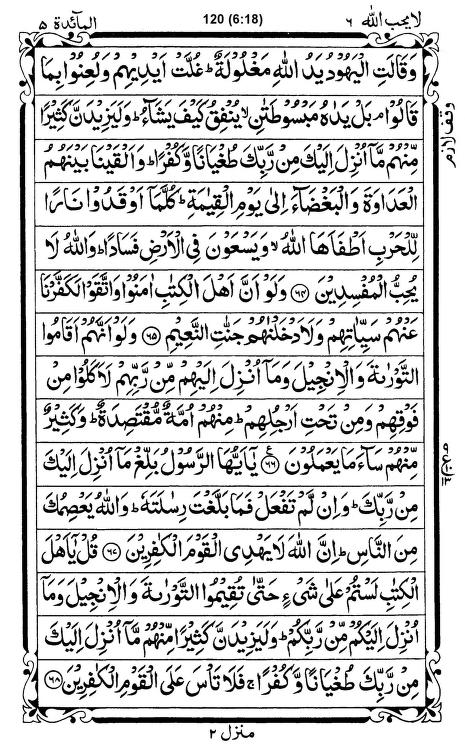 لایحب الله ٦
120 (6:18)
المآئدة ٥
وَقَالَتِ الْیَهُوْدُ یَدُ اللّٰهِ مَغْلُوْلَةٌ ؕ غُلَّتْ اَیْدِیْهِمْ وَلُعِنُوْا بِمَا
قَالُوْا ۘ بَلْ یَدٰهُ مَبْسُوْطَتٰنِ ۙ یُنْفِقُ كَیْفَ یَشَآءُ ؕ وَلَیَزِیْدَنَّ كَثِیْرًا
وقف لازم
مِّنْهُمْ مَّاۤ اُنْزِلَ اِلَیْكَ مِنْ رَّبِّكَ طُغْیَانًا وَّكُفْرًا ؕ وَاَلْقَیْنَا بَیْنَهُمُ
الْعَدَاوَةَ وَالْبَغْضَآءَ اِلٰی یَوْمِ الْقِیٰمَةِ ؕ كُلَّمَاۤ اَوْقَدُوْا نَارًا
لِّلْحَرْبِ اَطْفَاَهَا اللّٰهُ ۙ وَیَسْعَوْنَ فِی الْاَرْضِ فَسَادًا ؕ وَاللّٰهُ لَا
یُحِبُّ الْمُفْسِدِیْنَ ﴿٦٤﴾ وَلَوْ اَنَّ اَهْلَ الْكِتٰبِ اٰمَنُوْا وَاتَّقَوْا لَكَفَّرْنَا
عَنْهُمْ سَیِّاٰتِهِمْ وَلَاَدْخَلْنٰهُمْ جَنّٰتِ النَّعِیْمِ ﴿٦٥﴾ وَلَوْ اَنَّهُمْ اَقَامُوا
التَّوْرٰىةَ وَالْاِنْجِیْلَ وَمَاۤ اُنْزِلَ اِلَیْهِمْ مِّنْ رَّبِّهِمْ لَاَكَلُوْا مِنْ
فَوْقِهِمْ وَمِنْ تَحْتِ اَرْجُلِهِمْ ؕ مِنْهُمْ اُمَّةٌ مُّقْتَصِدَةٌ ؕ وَكَثِیْرٌ
مِّنْهُمْ سَآءَ مَا یَعْمَلُوْنَ ﴿٦٦﴾ یٰۤاَیُّهَا الرَّسُوْلُ بَلِّغْ مَاۤ اُنْزِلَ اِلَیْكَ
مِنْ رَّبِّكَ ؕ وَاِنْ لَّمْ تَفْعَلْ فَمَا بَلَّغْتَ رِسٰلَتَهٗ ؕ وَاللّٰهُ یَعْصِمُكَ
مِنَ النَّاسِ ؕ اِنَّ اللّٰهَ لَا یَهْدِی الْقَوْمَ الْكٰفِرِیْنَ ﴿٦٧﴾ قُلْ یٰۤاَهْلَ
الْكِتٰبِ لَسْتُمْ عَلٰی شَیْءٍ حَتّٰی تُقِیْمُوا التَّوْرٰىةَ وَالْاِنْجِیْلَ وَمَاۤ
اُنْزِلَ اِلَیْكُمْ مِّنْ رَّبِّكُمْ ؕ وَلَیَزِیْدَنَّ كَثِیْرًا مِّنْهُمْ مَّاۤ اُنْزِلَ اِلَیْكَ
مِنْ رَّبِّكَ طُغْیَانًا وَّكُفْرًا ۚ فَلَا تَاْسَ عَلَی الْقَوْمِ الْكٰفِرِیْنَ ﴿٦٨﴾
منزل ٢